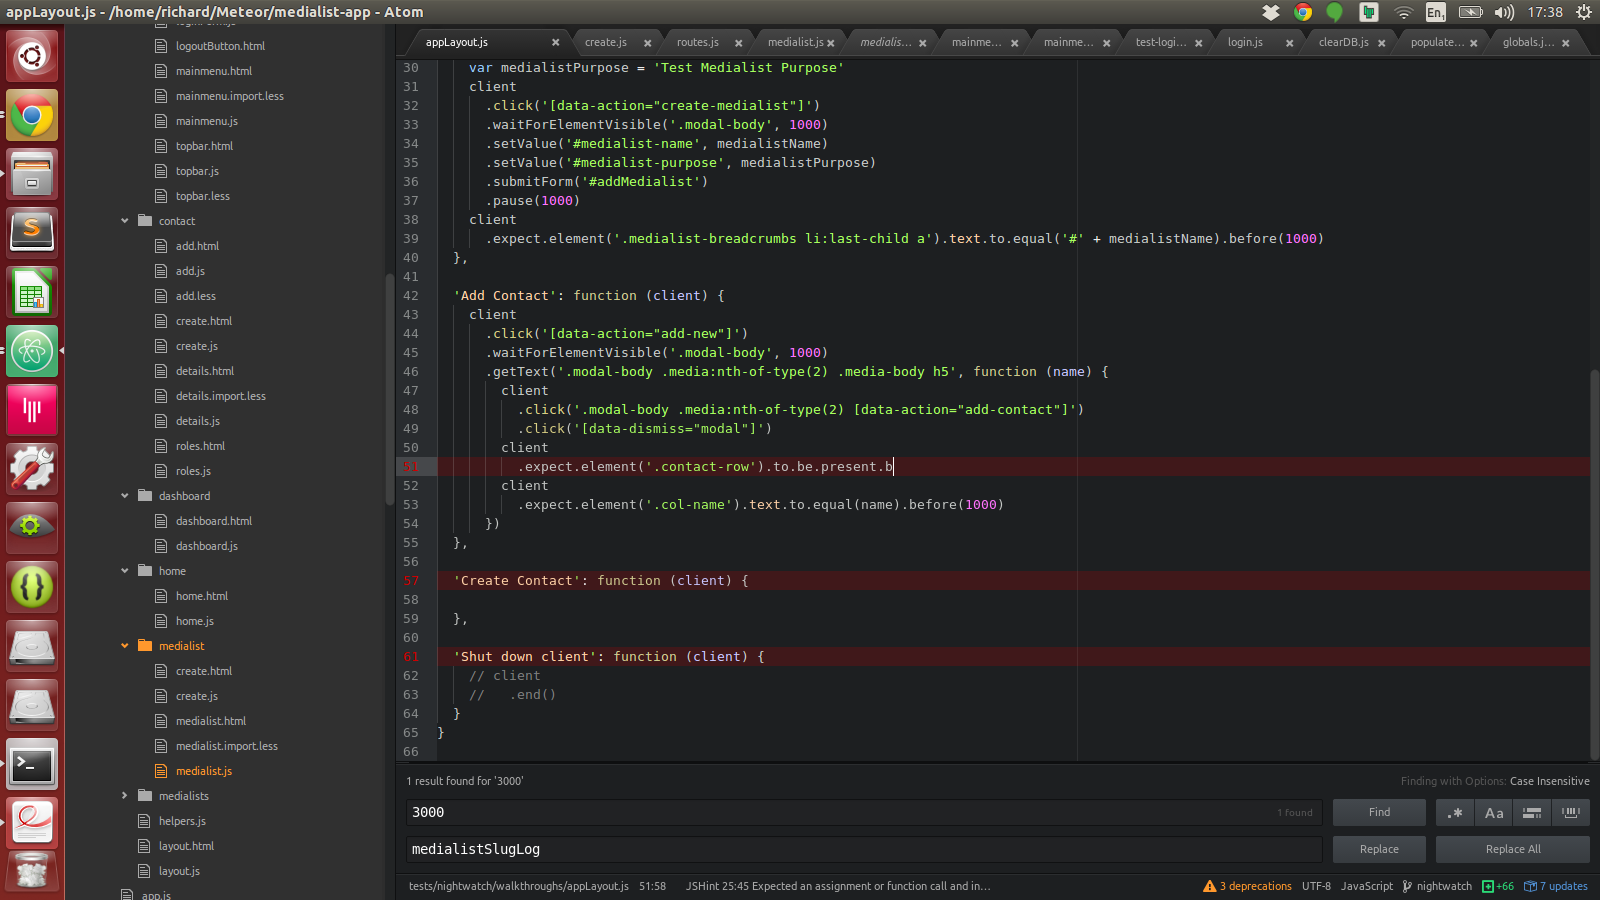 appLayout.js - /home/richard/Meteor/medialist-app - Atom
En1
17:38
logoutButton.html
mainmenu.html
mainmenu.import.less
mainmenu.js
topbar.html
topbar.js
topbar.less
contact
add.html
add.js
add.less
create.html
create.js
details.html
details.import.less
details.js
roles.html
roles.js
dashboard
dashboard.html
dashboard.js
home
home.html
home.js
medialist
create.html
create.js
medialist.html
medialist.import.less
medialist.js
medialists
helpers.js
layout.html
layout.js
app.js
appLayout.js
create.js
routes.js
medialist.js
medialis...
mainme...
mainme...
test-logi...
login.js
clearDB.js
populate...
globals.j...
30 var medialistPurpose = 'Test Medialist Purpose'
31 client
32 .click('[data-action="create-medialist"]')
33 .waitForElementVisible('.modal-body', 1000)
34 .setValue('#medialist-name', medialistName)
35 .setValue('#medialist-purpose', medialistPurpose)
36 .submitForm('#addMedialist')
37 .pause(1000)
38 client
39 .expect.element('.medialist-breadcrumbs li:last-child a').text.to.equal('#' + medialistName).before(1000)
40 },
41
42 'Add Contact': function (client) {
43 client
44 .click('[data-action="add-new"]')
45 .waitForElementVisible('.modal-body', 1000)
46 .getText('.modal-body .media:nth-of-type(2) .media-body h5', function (name) {
47 client
48 .click('.modal-body .media:nth-of-type(2) [data-action="add-contact"]')
49 .click('[data-dismiss="modal"]')
50 client
51 .expect.element('.contact-row').to.be.present.b
52 client
53 .expect.element('.col-name').text.to.equal(name).before(1000)
54 })
55 },
56
57 'Create Contact': function (client) {
58
59 },
60
61 'Shut down client': function (client) {
62 // client
63 //   .end()
64 }
65 }
66
1 result found for '3000'
Finding with Options: Case Insensitive
3000
1 found
Find
.*
Aa
medialistSlugLog
Replace
Replace All
tests/nightwatch/walkthroughs/appLayout.js 51:58 JSHint 25:45 Expected an assignment or function call and in...
3 deprecations UTF-8 JavaScript nightwatch +66 7 updates